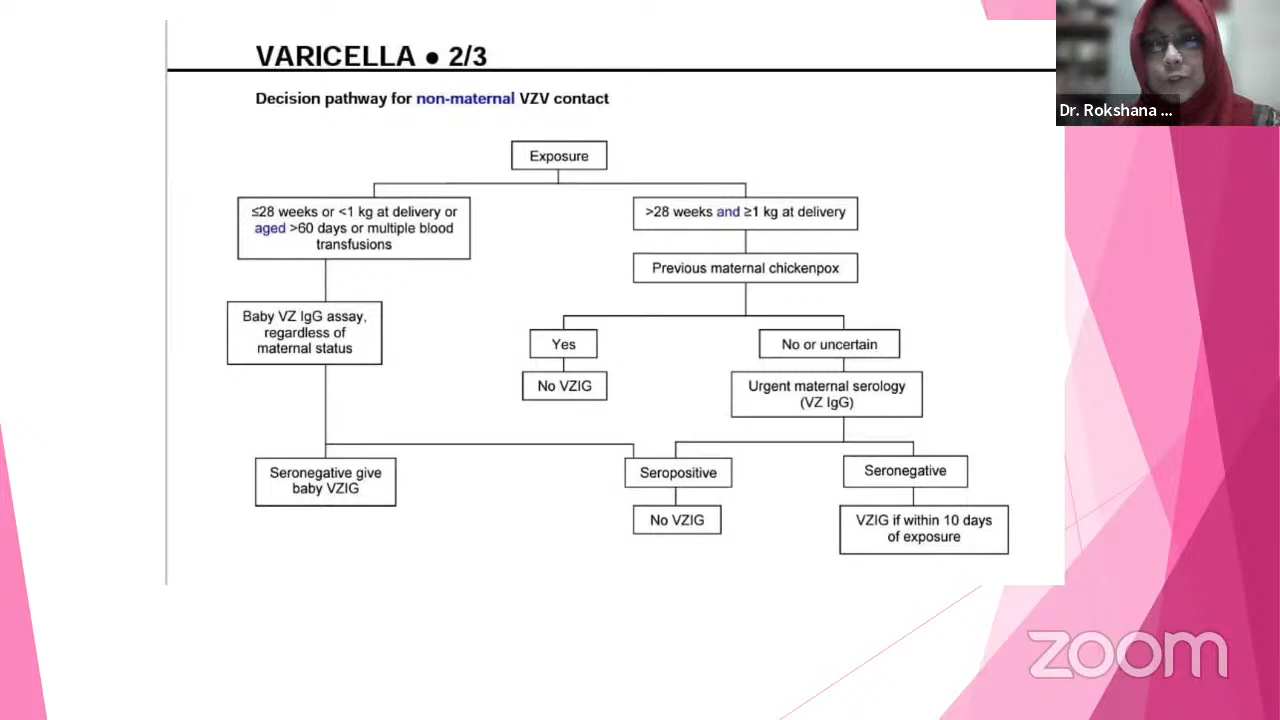 VARICELLA ● 2/3
Dr. Rokshana ...
Decision pathway for non-maternal VZV contact
Exposure
≤28 weeks or <1 kg at delivery or
aged >60 days or multiple blood
transfusions
>28 weeks and ≥1 kg at delivery
Previous maternal chickenpox
Baby VZ IgG assay,
regardless of
maternal status
Yes
No or uncertain
No VZIG
Urgent maternal serology
(VZ IgG)
Seronegative give
baby VZIG
Seropositive
Seronegative
No VZIG
VZIG if within 10 days
of exposure
zoom